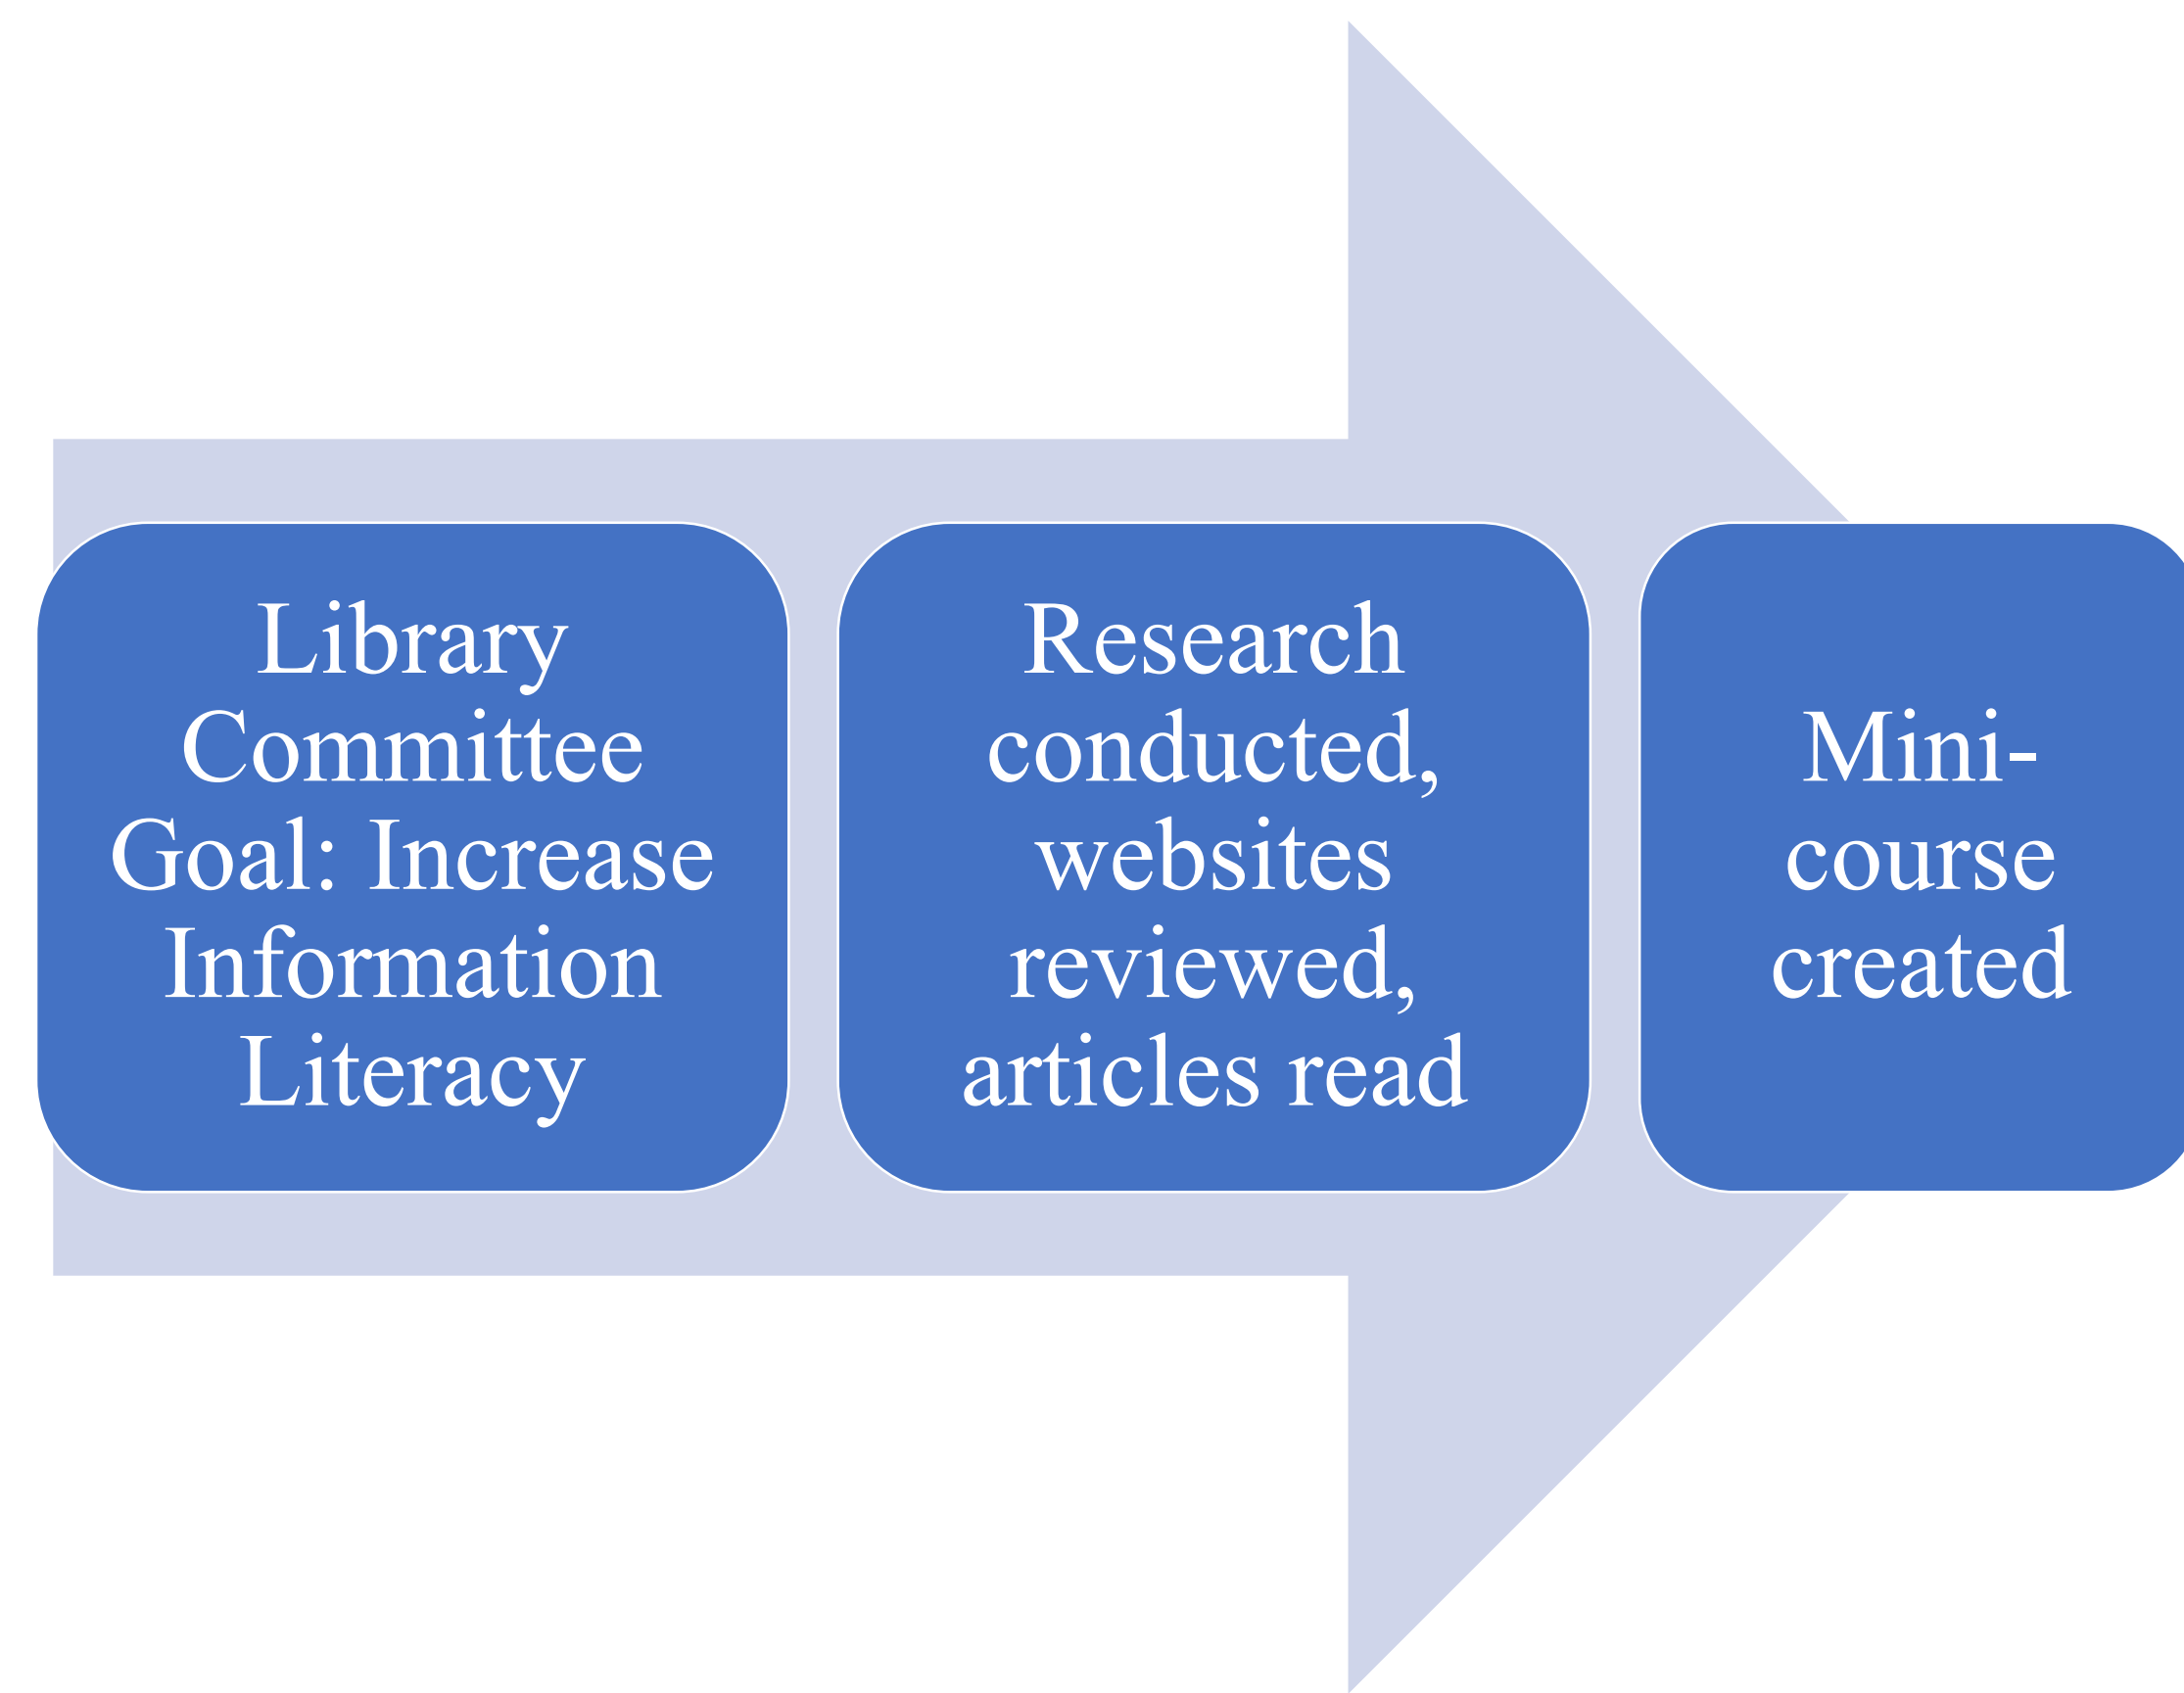 Library
Committee
Goal: Increase
Information
Literacy
Research
conducted,
websites
reviewed,
articles read
Mini-
course
created